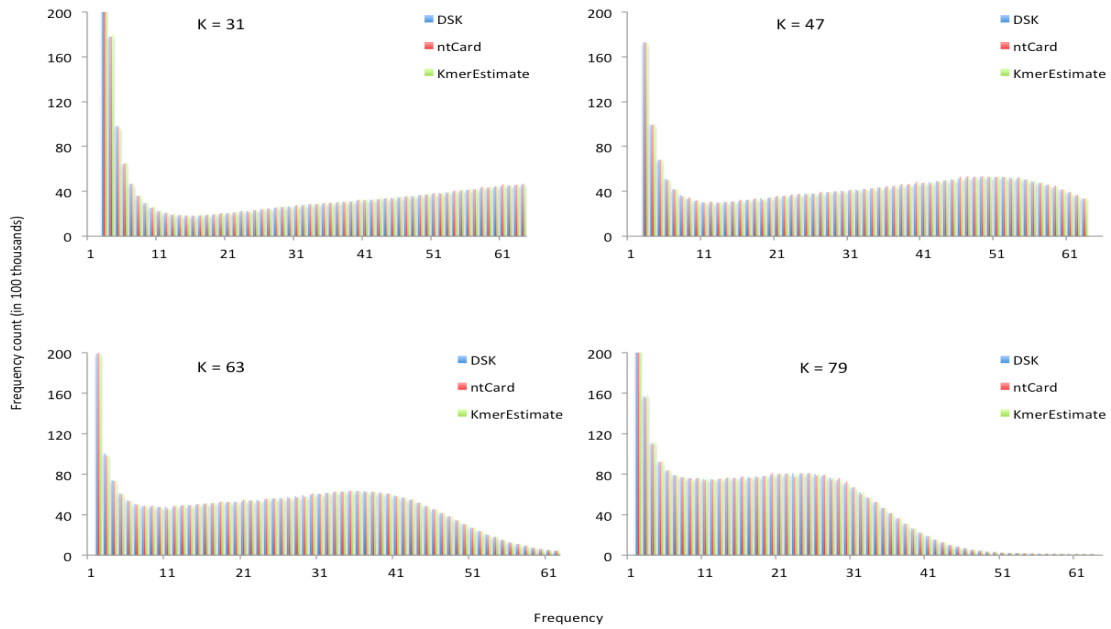 K = 31
DSK
ntCard
KmerEstimate
200
160
120
80
40
0
1 11 21 31 41 51 61
K = 47
DSK
ntCard
KmerEstimate
200
160
120
80
40
0
1 11 21 31 41 51 61
Frequency count (in 100 thousands)
K = 63
DSK
ntCard
KmerEstimate
200
160
120
80
40
0
1 11 21 31 41 51 61
K = 79
DSK
ntCard
KmerEstimate
200
160
120
80
40
0
1 11 21 31 41 51 61
Frequency